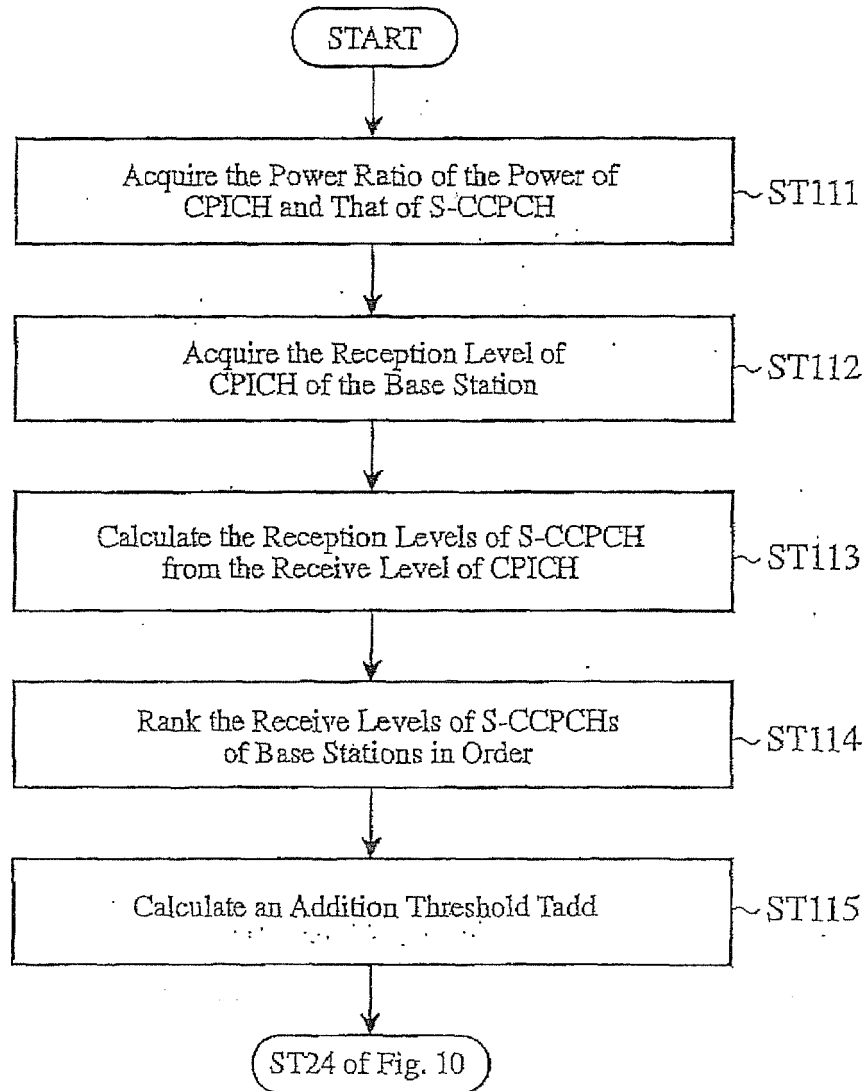 START
Acquire the Power Ratio of the Power of
CPICH and That of S-CCPCH
ST111
Acquire the Reception Level of
CPICH of the Base Station
ST112
Calculate the Reception Levels of S-CCPCH
from the Receive Level of CPICH
ST113
Rank the Receive Levels of S-CCPCHs
of Base Stations in Order
ST114
Calculate an Addition Threshold Tadd
ST115
ST24 of Fig. 10